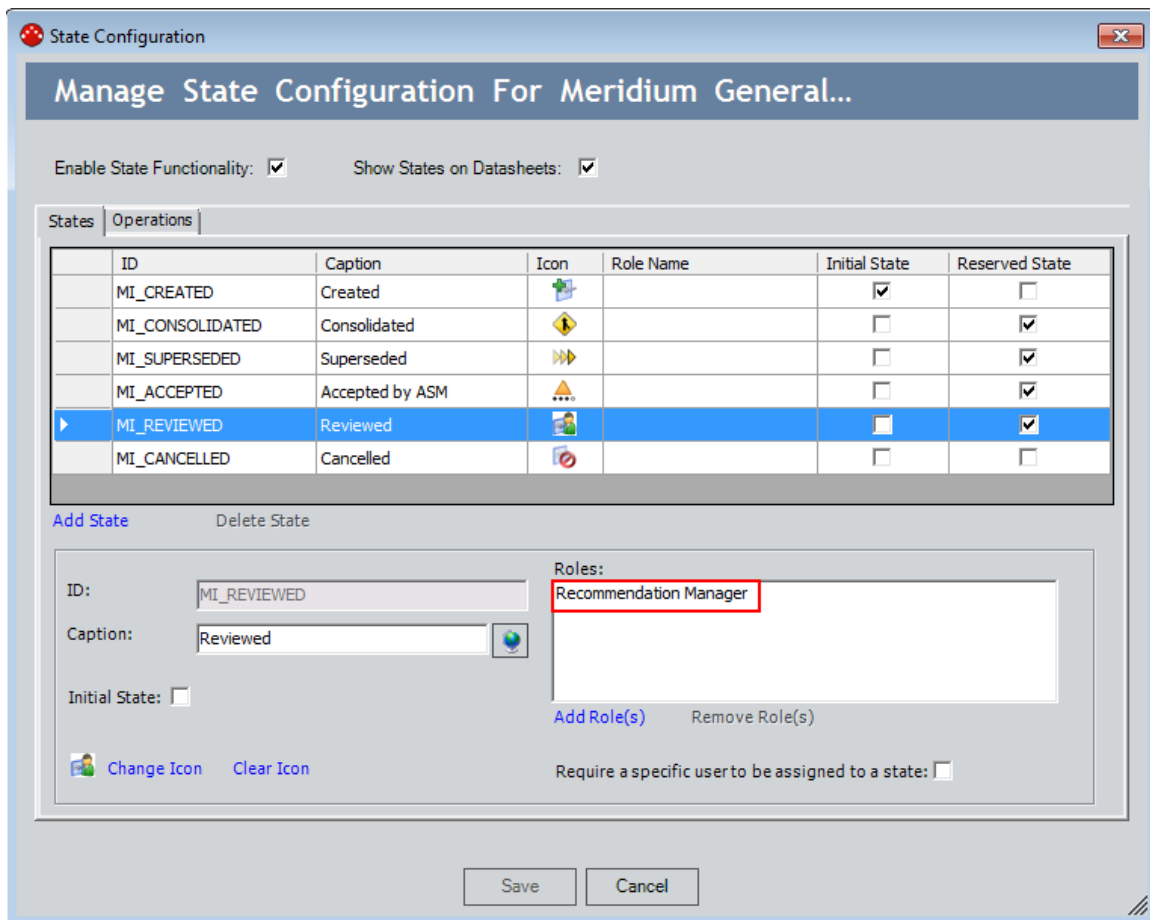 State Configuration
Manage State Configuration For Meridium General...
Enable State Functionality: Show States on Datasheets:
States Operations
ID Caption Icon Role Name Initial State Reserved State
MI_CREATED Created
MI_CONSOLIDATED Consolidated
MI_SUPERSEDED Superseded
MI_ACCEPTED Accepted by ASM
MI_REVIEWED Reviewed
MI_CANCELLED Cancelled
Add State Delete State
Roles:
ID: MI_REVIEWED Recommendation Manager
Caption: Reviewed
Initial State:
Add Role(s) Remove Role(s)
Change Icon Clear Icon
Require a specific user to be assigned to a state:
Save Cancel